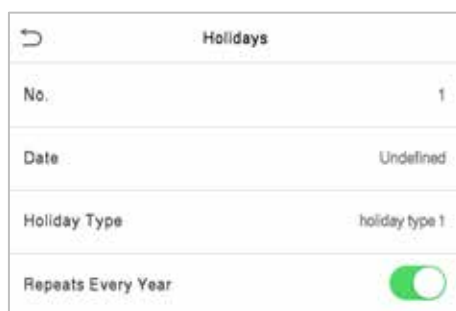 Holidays
No. 1
Date Undefined
Holiday Type holiday type 1
Repeats Every Year